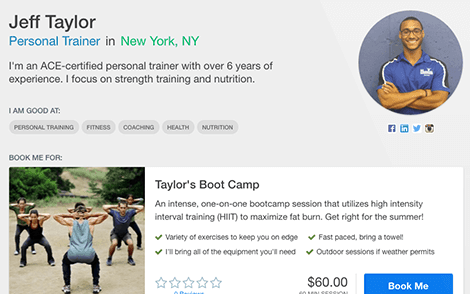 Jeff Taylor
Personal Trainer in New York, NY
I'm an ACE-certified personal trainer with over 6 years of
experience. I focus on strength training and nutrition.
I AM GOOD AT:
PERSONAL TRAINING FITNESS COACHING HEALTH NUTRITION
BOOK ME FOR:
Taylor's Boot Camp
An intense, one-on-one bootcamp session that utilizes high intensity
interval training (HIIT) to maximize fat burn. Get right for the summer!
Variety of exercises to keep you on edge
Fast paced, bring a towel!
I'll bring all of the equipment you'll need
Outdoor sessions if weather permits
$60.00
Book Me
0 Reviews
60 MIN SESSION